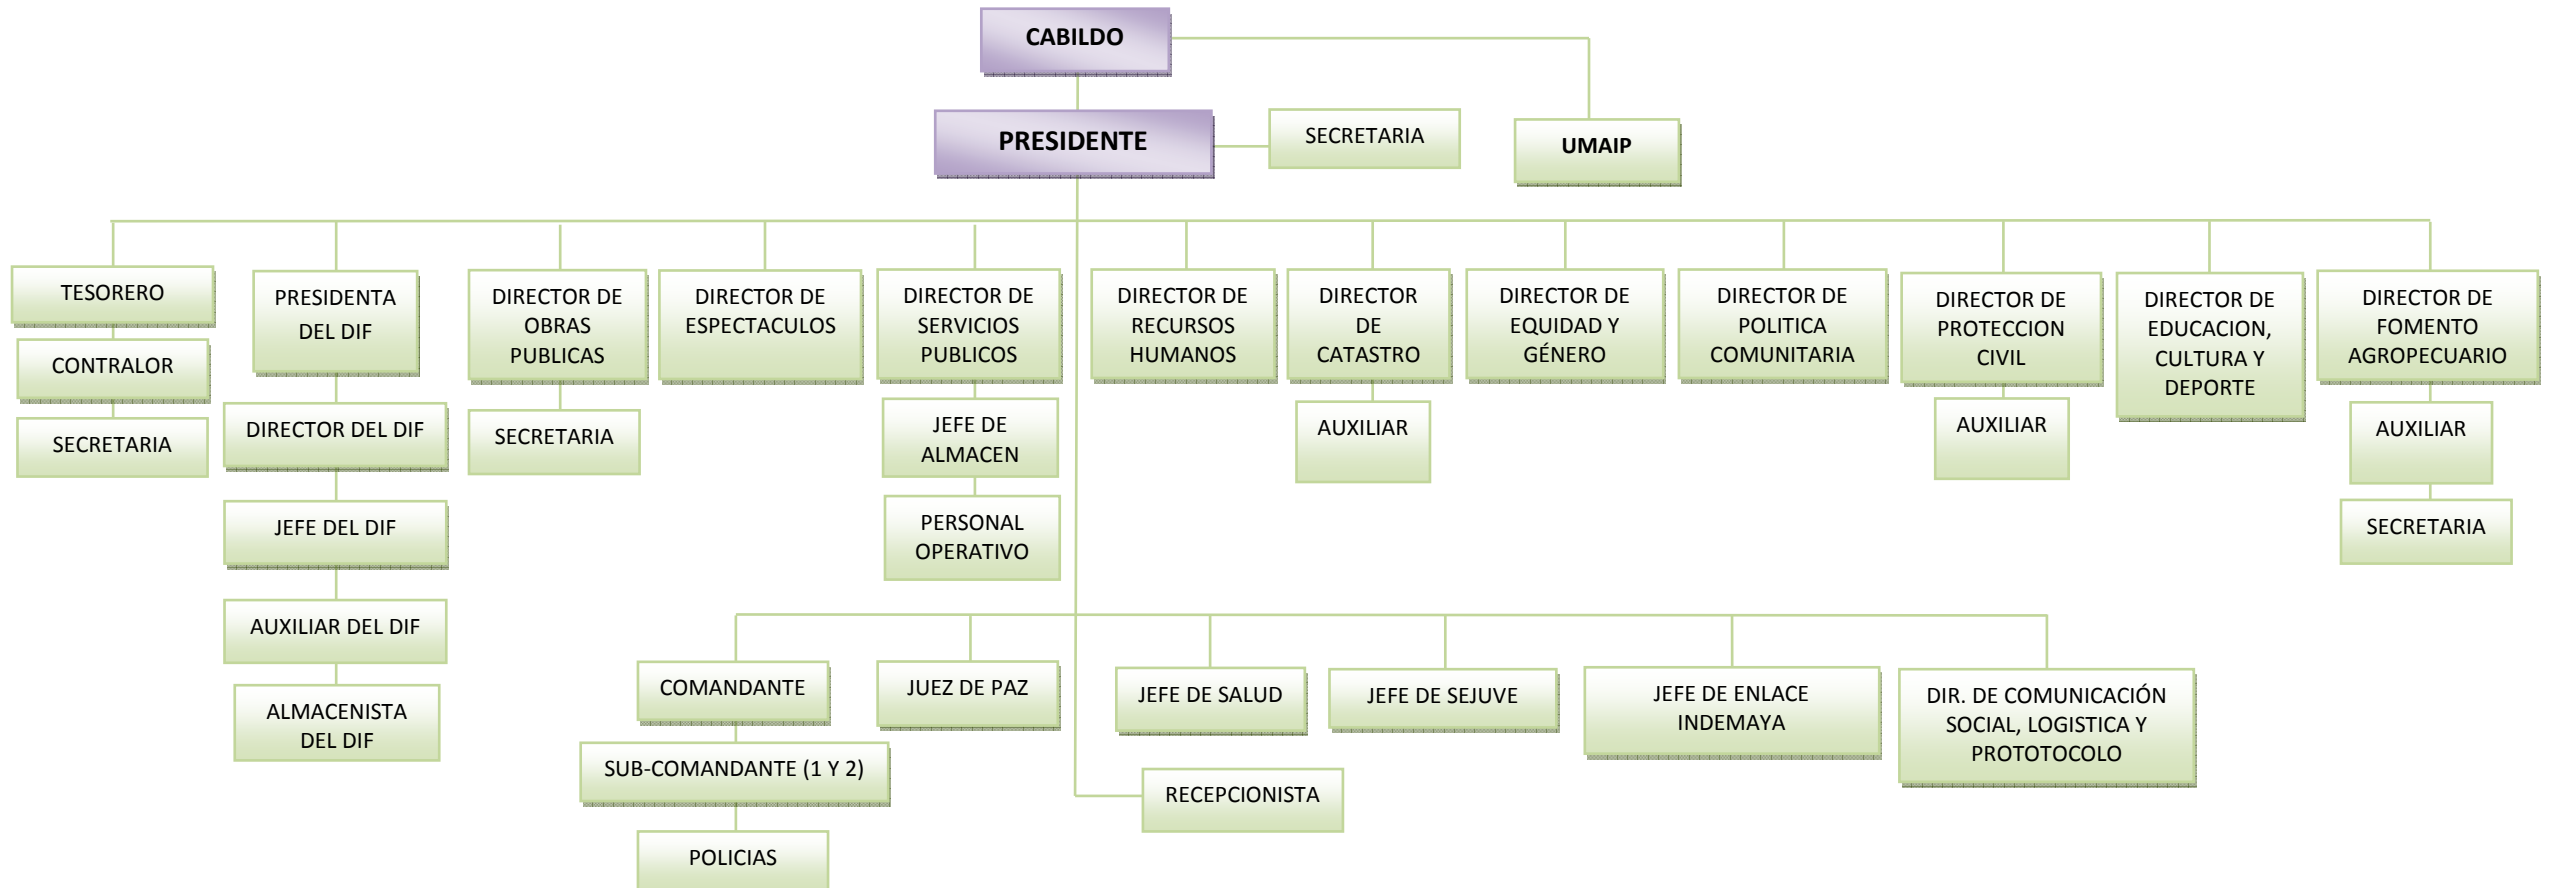 CABILDO
PRESIDENTE
SECRETARIA
UMAIP
TESORERO
CONTRALOR
SECRETARIA
PRESIDENTA
DEL DIF
DIRECTOR DEL DIF
JEFE DEL DIF
AUXILIAR DEL DIF
ALMACENISTA
DEL DIF
DIRECTOR DE
OBRAS
PUBLICAS
SECRETARIA
DIRECTOR DE
ESPECTACULOS
DIRECTOR DE
SERVICIOS
PUBLICOS
JEFE DE
ALMACEN
PERSONAL
OPERATIVO
DIRECTOR DE
RECURSOS
HUMANOS
DIRECTOR
DE
CATASTRO
AUXILIAR
DIRECTOR DE
EQUIDAD Y
GÉNERO
DIRECTOR DE
POLITICA
COMUNITARIA
DIRECTOR DE
PROTECCION
CIVIL
AUXILIAR
DIRECTOR DE
EDUCACION,
CULTURA Y
DEPORTE
DIRECTOR DE
FOMENTO
AGROPECUARIO
AUXILIAR
SECRETARIA
COMANDANTE
SUB-COMANDANTE (1 Y 2)
POLICIAS
JUEZ DE PAZ
JEFE DE SALUD
JEFE DE SEJUVE
JEFE DE ENLACE
INDEMAYA
DIR. DE COMUNICACIÓN
SOCIAL, LOGISTICA Y
PROTOTOCOLO
RECEPCIONISTA